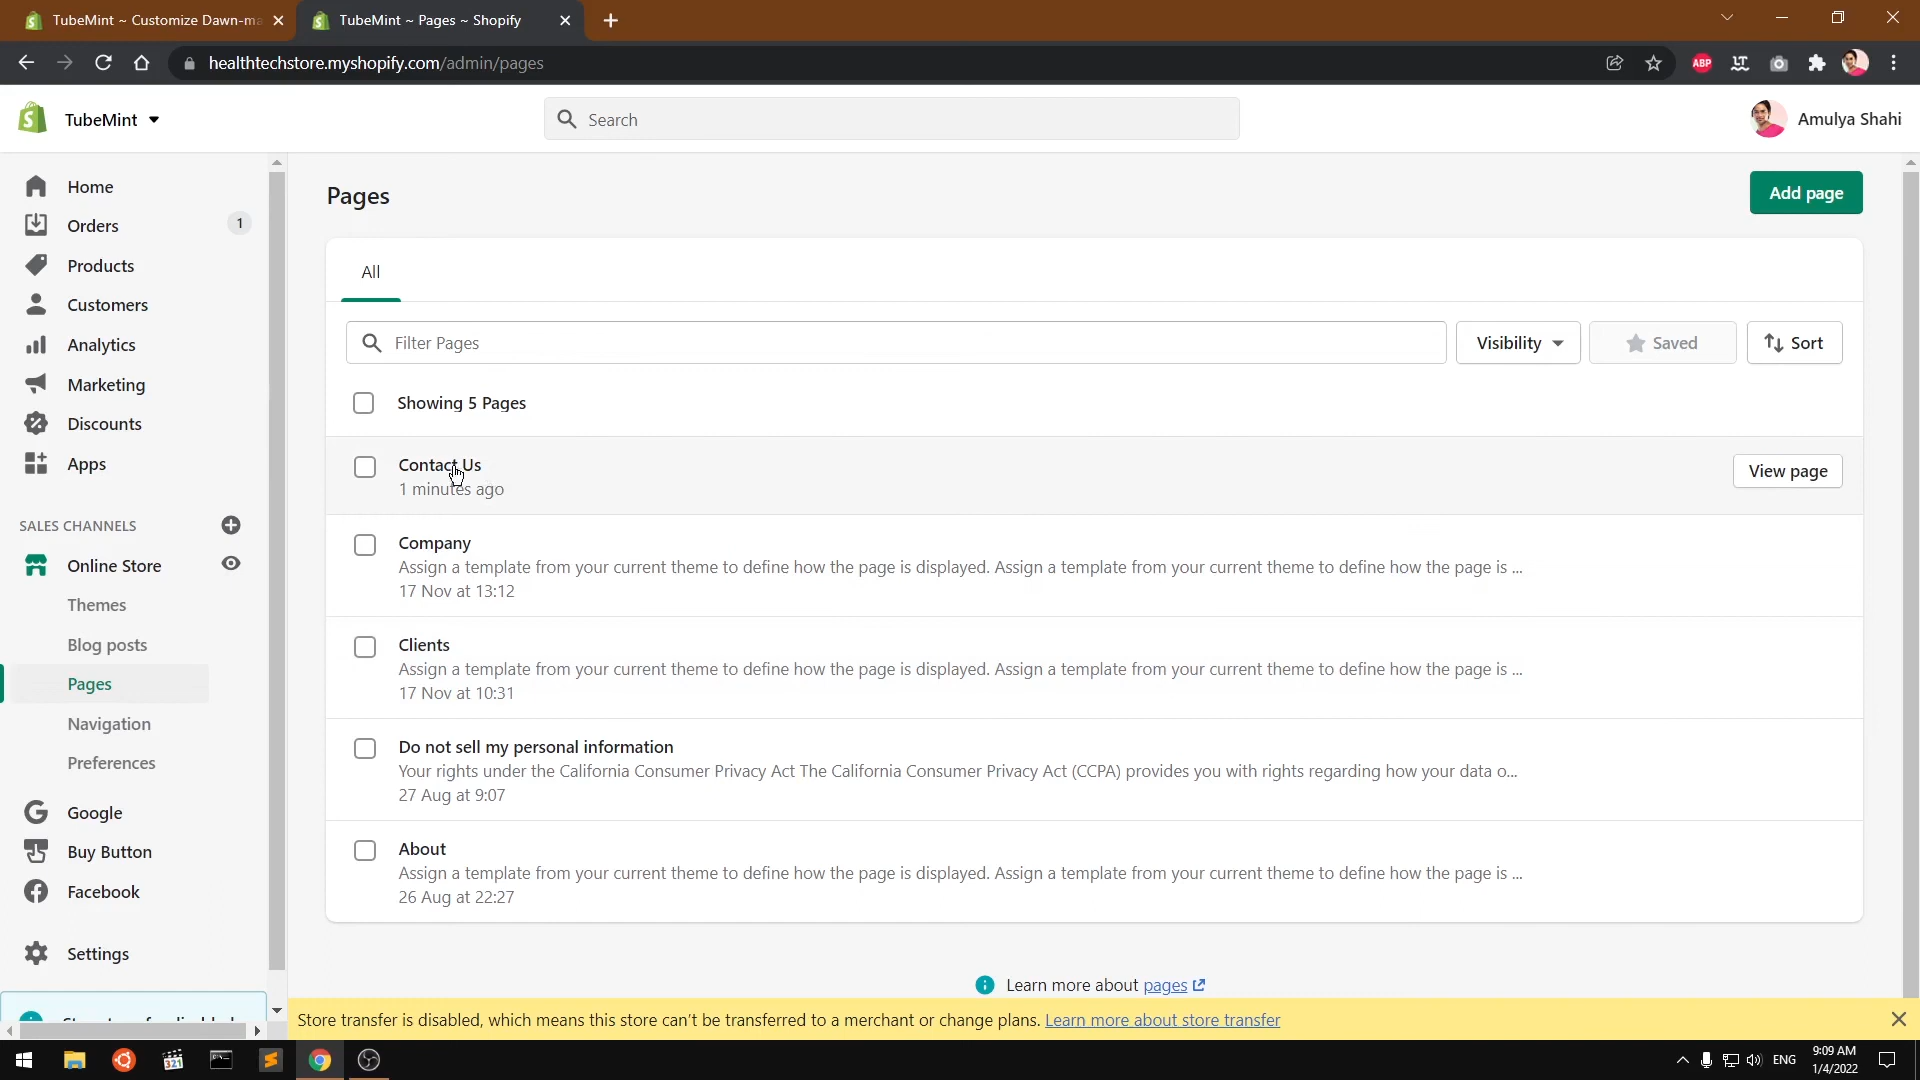 TubeMint ~ Customize Dawn-ma
TubeMint ~ Pages ~ Shopify
healthtechstore.myshopify.com/admin/pages
ABP
TubeMint
Search
Amulya Shahi
Home
Orders
1
Products
Customers
Analytics
Marketing
Discounts
Apps
SALES CHANNELS
Online Store
Themes
Blog posts
Pages
Navigation
Preferences
Google
Buy Button
Facebook
Settings
Pages
Add page
All
Filter Pages
Visibility
Saved
Sort
Showing 5 Pages
Contact Us
1 minutes ago
View page
Company
Assign a template from your current theme to define how the page is displayed. Assign a template from your current theme to define how the page is ...
17 Nov at 13:12
Clients
Assign a template from your current theme to define how the page is displayed. Assign a template from your current theme to define how the page is ...
17 Nov at 10:31
Do not sell my personal information
Your rights under the California Consumer Privacy Act The California Consumer Privacy Act (CCPA) provides you with rights regarding how your data o...
27 Aug at 9:07
About
Assign a template from your current theme to define how the page is displayed. Assign a template from your current theme to define how the page is ...
26 Aug at 22:27
Learn more about pages
Store transfer is disabled, which means this store can't be transferred to a merchant or change plans. Learn more about store transfer
321
ENG
9:09 AM
1/4/2022